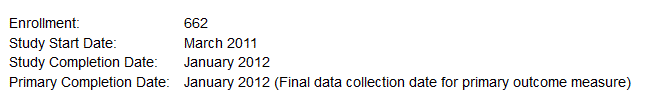 Enrollment: 662
Study Start Date: March 2011
Study Completion Date: January 2012
Primary Completion Date: January 2012 (Final data collection date for primary outcome measure)